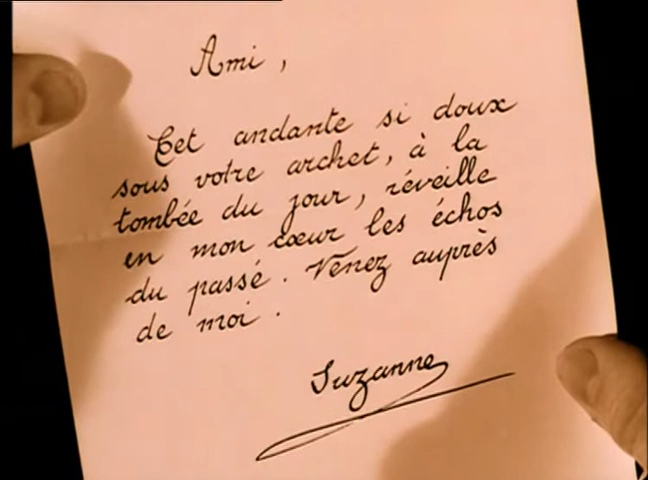 Ami,
Cet andante si doux
sous votre archet, à la
tombée du jour, réveille
en mon cœur les échos
du passé. Venez auprès
de moi.
Suzanne